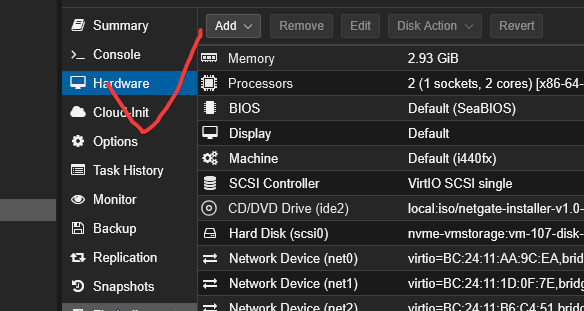 Summary
Console
Hardware
Cloud-Init
Options
Task History
Monitor
Backup
Replication
Snapshots
Add Remove Edit Disk Action Revert
Memory 2.93 GiB
Processors 2 (1 sockets, 2 cores) [x86-64-
BIOS Default (SeaBIOS)
Display Default
Machine Default (i440fx)
SCSI Controller VirtIO SCSI single
CD/DVD Drive (ide2) local:iso/netgate-installer-v1.0-
Hard Disk (scsi0) nvme-vmstorage:vm-107-disk-
Network Device (net0) virtio=BC:24:11:AA:9C:EA,brid
Network Device (net1) virtio=BC:24:11:1D:0F:7E,bridg
Network Device (net2) virtio=BC:24:11:B6:C4:51,bridg